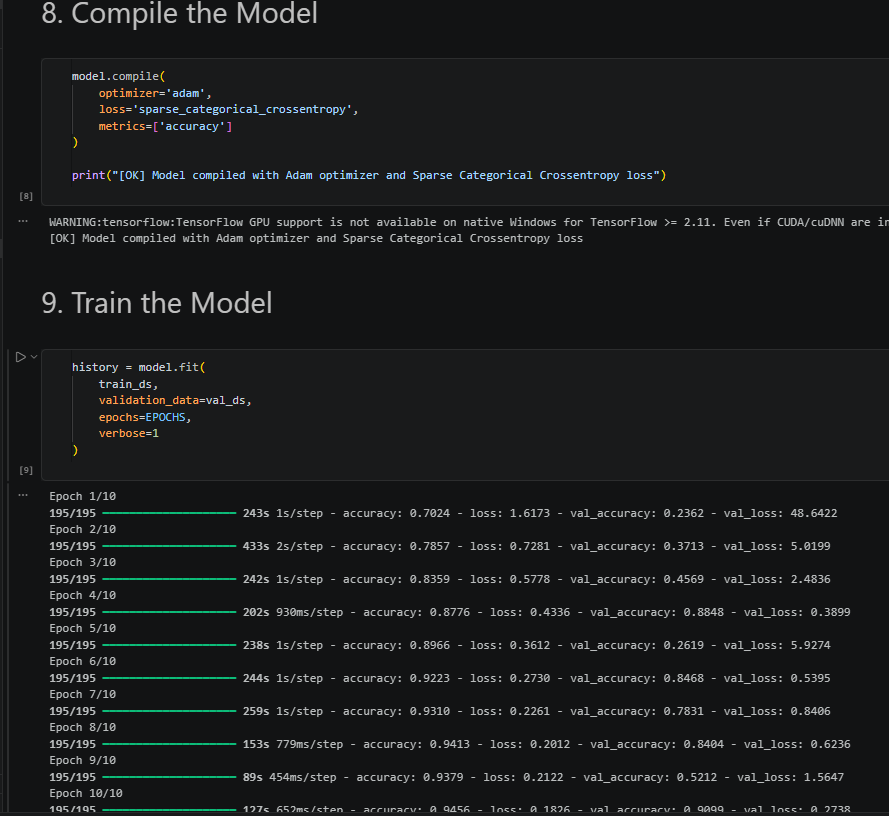 8. Compile the Model
model.compile(
optimizer='adam',
loss='sparse_categorical_crossentropy',
metrics=['accuracy']
)
print("[OK] Model compiled with Adam optimizer and Sparse Categorical Crossentropy loss")
[8]
... WARNING:tensorflow:TensorFlow GPU support is not available on native Windows for TensorFlow >= 2.11. Even if CUDA/cuDNN are
[OK] Model compiled with Adam optimizer and Sparse Categorical Crossentropy loss
9. Train the Model
history = model.fit(
train_ds,
validation_data=val_ds,
epochs=EPOCHS,
verbose=1
)
[9]
... Epoch 1/10
195/195 243s 1s/step - accuracy: 0.7024 - loss: 1.6173 - val_accuracy: 0.2362 - val_loss: 48.6422
Epoch 2/10
195/195 433s 2s/step - accuracy: 0.7857 - loss: 0.7281 - val_accuracy: 0.3713 - val_loss: 5.0199
Epoch 3/10
195/195 242s 1s/step - accuracy: 0.8359 - loss: 0.5778 - val_accuracy: 0.4569 - val_loss: 2.4836
Epoch 4/10
195/195 202s 930ms/step - accuracy: 0.8776 - loss: 0.4336 - val_accuracy: 0.8848 - val_loss: 0.3899
Epoch 5/10
195/195 238s 1s/step - accuracy: 0.8966 - loss: 0.3612 - val_accuracy: 0.2619 - val_loss: 5.9274
Epoch 6/10
195/195 244s 1s/step - accuracy: 0.9223 - loss: 0.2730 - val_accuracy: 0.8468 - val_loss: 0.5395
Epoch 7/10
195/195 259s 1s/step - accuracy: 0.9310 - loss: 0.2261 - val_accuracy: 0.7831 - val_loss: 0.8406
Epoch 8/10
195/195 153s 779ms/step - accuracy: 0.9413 - loss: 0.2012 - val_accuracy: 0.8404 - val_loss: 0.6236
Epoch 9/10
195/195 89s 454ms/step - accuracy: 0.9379 - loss: 0.2122 - val_accuracy: 0.5212 - val_loss: 1.5647
Epoch 10/10
195/195 127s 652ms/step - accuracy: 0.9456 - loss: 0.1826 - val_accuracy: 0.9099 - val_loss: 0.2738